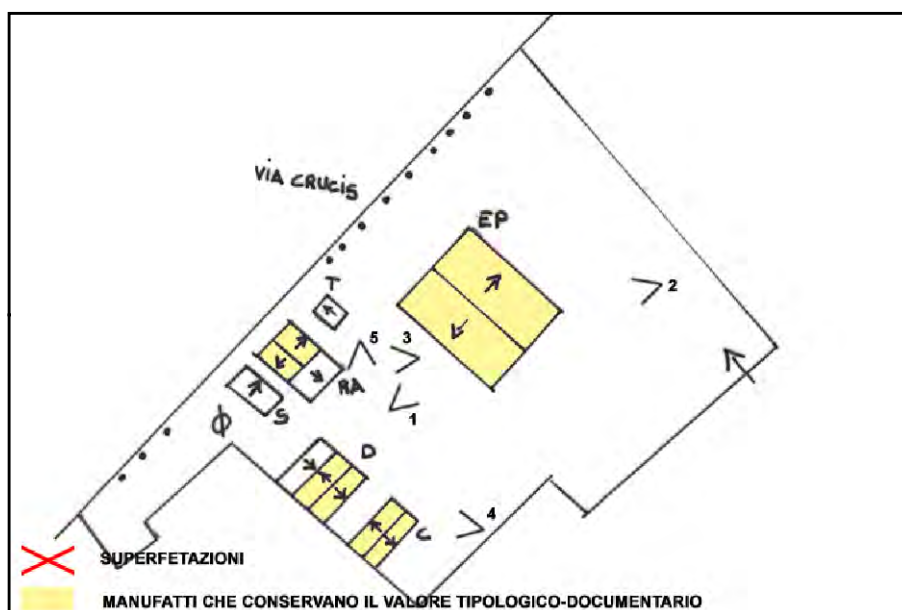 VIA CRUCIS
EP
2
T
5 3
RA
1
S
φ
D
4
C
SUPERFETAZIONI
MANUFATTI CHE CONSERVANO IL VALORE TIPOLOGICO-DOCUMENTARIO